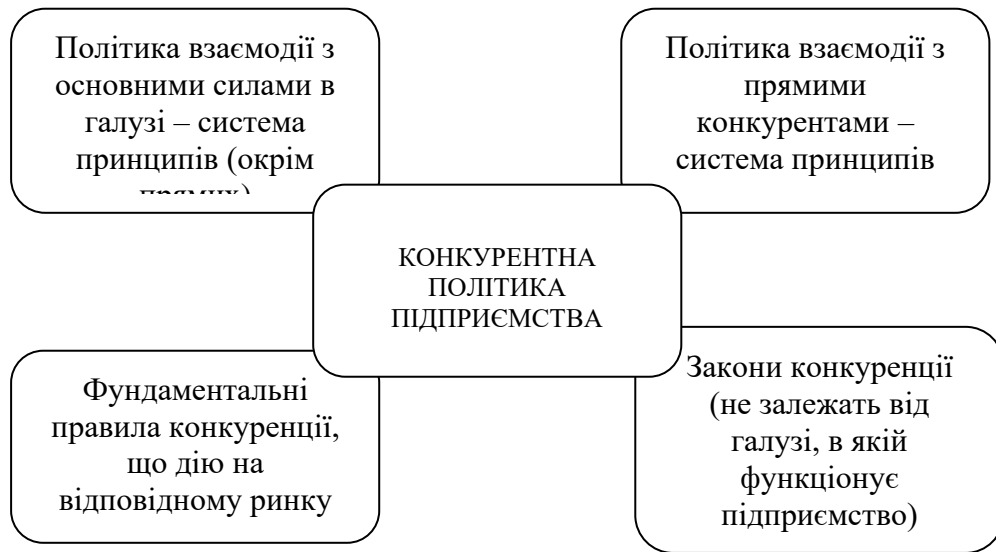 Політика взаємодії з
основними силами в
галузі – система
принципів (окрім
прямих)
Політика взаємодії з
прямими
конкурентами –
система принципів
КОНКУРЕНТНА
ПОЛІТИКА
ПІДПРИЄМСТВА
Фундаментальні
правила конкуренції,
що дію на
відповідному ринку
Закони конкуренції
(не залежать від
галузі, в якій
функціонує
підприємство)